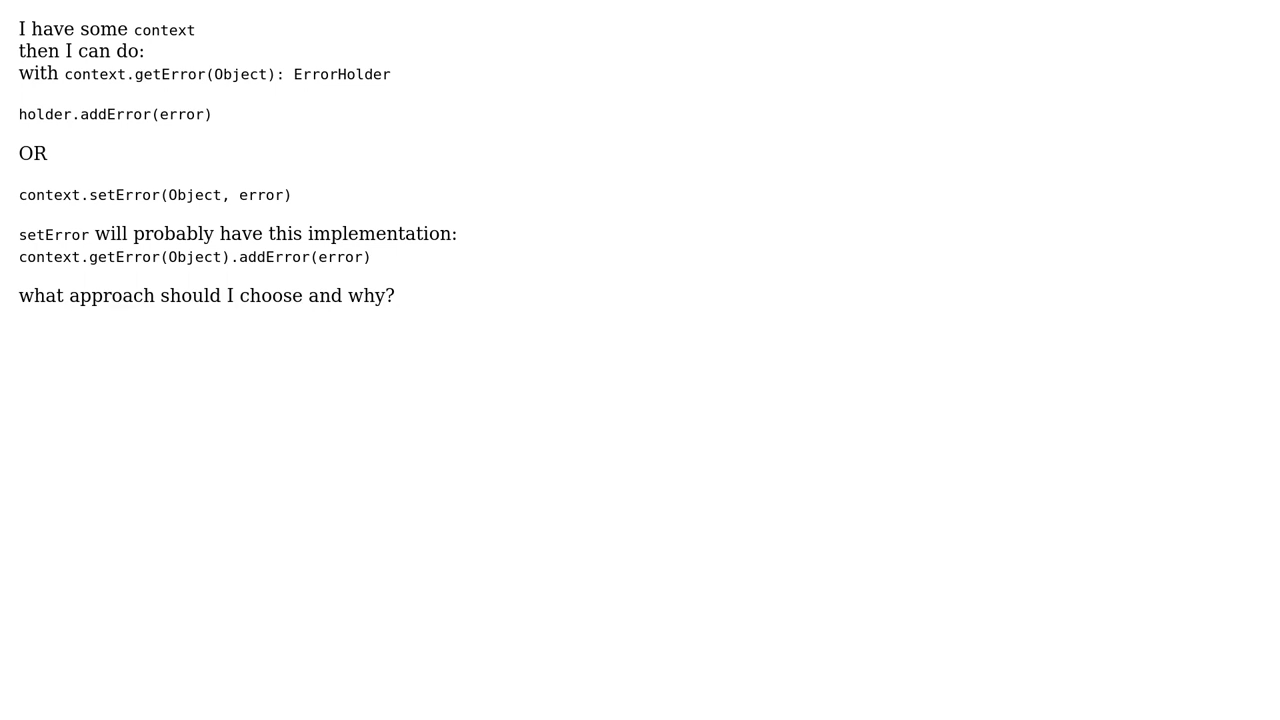 I have some context
then I can do:
with context.getError(Object): ErrorHolder
holder.addError(error)
OR
context.setError(Object, error)
setError will probably have this implementation:
context.getError(Object).addError(error)
what approach should I choose and why?